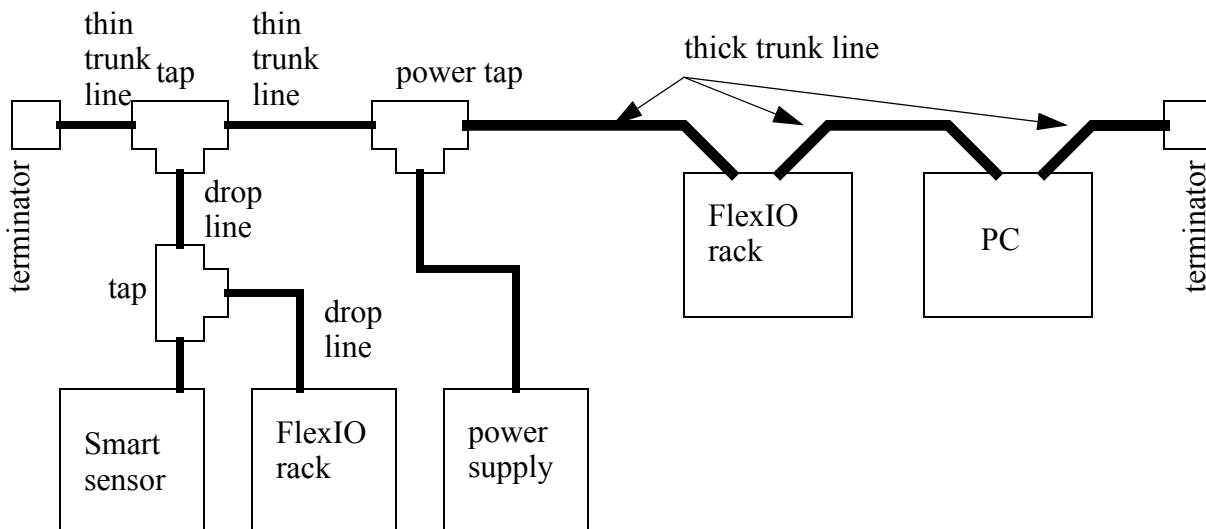 thin
trunk
line
tap
thin
trunk
line
power tap
thick trunk line
terminator
drop
line
tap
drop
line
FlexIO
rack
PC
terminator
Smart
sensor
FlexIO
rack
power
supply